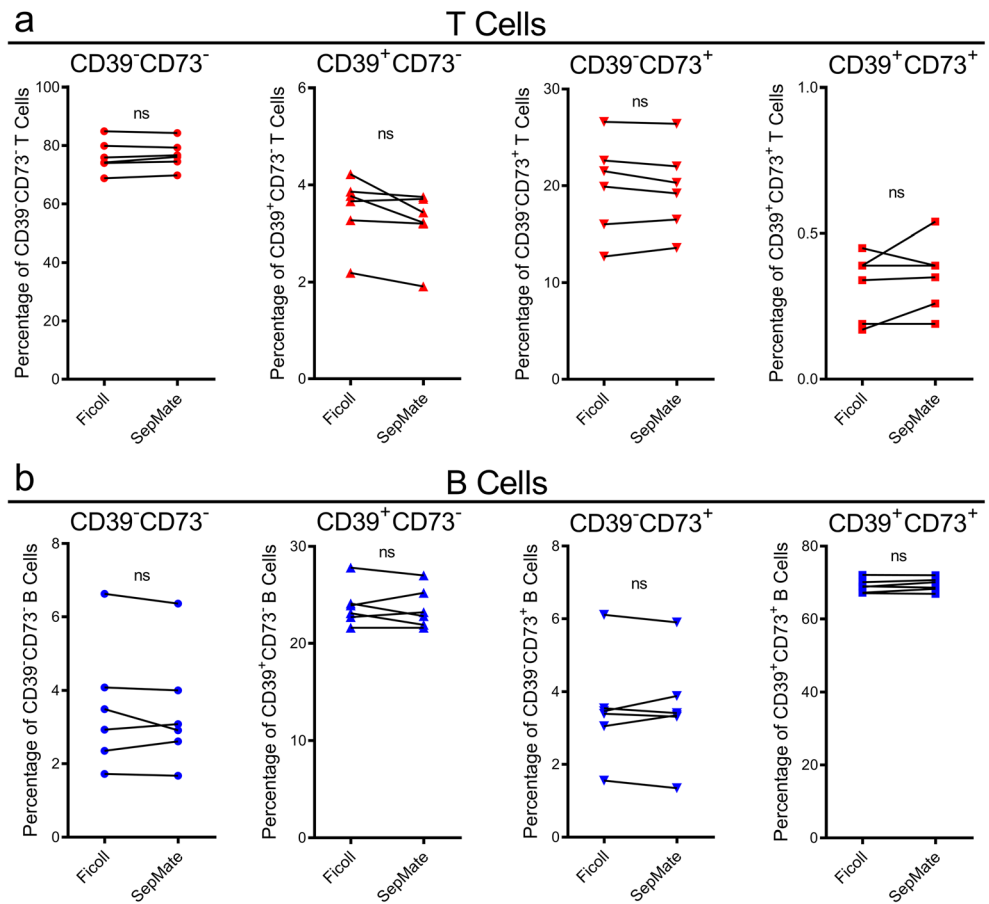 a
T Cells
CD39⁻CD73⁻
CD39⁺CD73⁻
CD39⁻CD73⁺
CD39⁺CD73⁺
Percentage of CD39⁻CD73⁻ T Cells
100
80
60
40
20
0
ns
Ficoll
SepMate
Percentage of CD39⁺CD73⁻ T Cells
6
4
2
0
ns
Ficoll
SepMate
Percentage of CD39⁻CD73⁺ T Cells
30
20
10
0
ns
Ficoll
SepMate
Percentage of CD39⁺CD73⁺ T Cells
1.0
0.5
0.0
ns
Ficoll
SepMate
b
B Cells
CD39⁻CD73⁻
CD39⁺CD73⁻
CD39⁻CD73⁺
CD39⁺CD73⁺
Percentage of CD39⁻CD73⁻ B Cells
8
6
4
2
0
ns
Ficoll
SepMate
Percentage of CD39⁺CD73⁻ B Cells
30
20
10
0
ns
Ficoll
SepMate
Percentage of CD39⁻CD73⁺ B Cells
8
6
4
2
0
ns
Ficoll
SepMate
Percentage of CD39⁺CD73⁺ B Cells
80
60
40
20
0
ns
Ficoll
SepMate